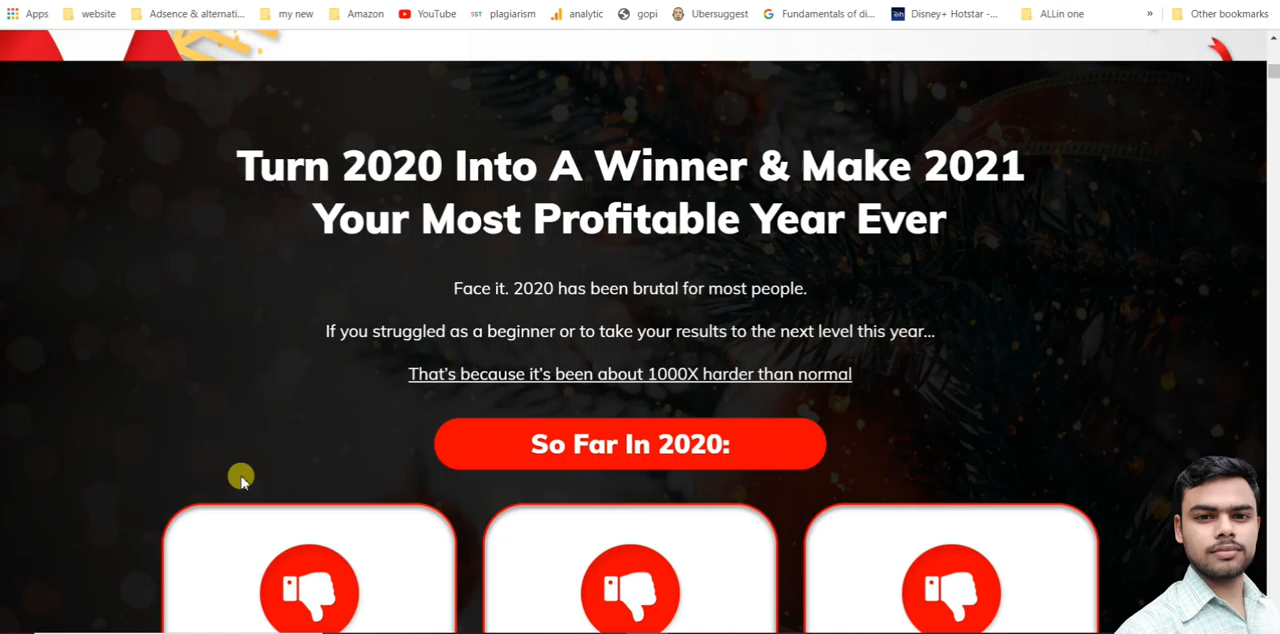 Apps website Adsence & alternati... my new Amazon YouTube SST plagiarism analytic gopi Ubersuggest Fundamentals of di... Disney+ Hotstar -... ALLin one » Other bookmarks
Turn 2020 Into A Winner & Make 2021
Your Most Profitable Year Ever
Face it. 2020 has been brutal for most people.
If you struggled as a beginner or to take your results to the next level this year...
That's because it's been about 1000X harder than normal
So Far In 2020: